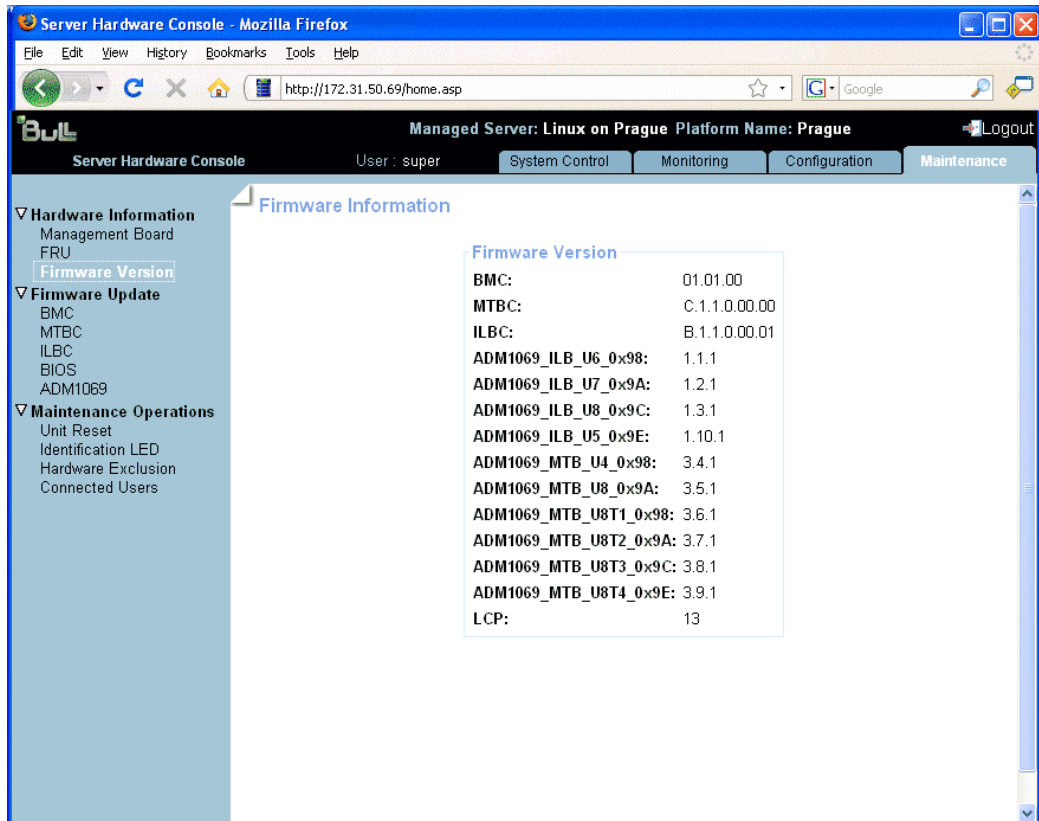 Server Hardware Console - Mozilla Firefox
File Edit View History Bookmarks Tools Help
http://172.31.50.69/home.asp
G Google
Bull
Managed Server: Linux on Prague Platform Name: Prague
Logout
Server Hardware Console
User : super
System Control
Monitoring
Configuration
Maintenance
Hardware Information
Management Board
FRU
Firmware Version
Firmware Update
BMC
MTBC
ILBC
BIOS
ADM1069
Maintenance Operations
Unit Reset
Identification LED
Hardware Exclusion
Connected Users
Firmware Information
Firmware Version
BMC: 01.01.00
MTBC: C.1.1.0.00.00
ILBC: B.1.1.0.00.01
ADM1069_ILB_U6_0x98: 1.1.1
ADM1069_ILB_U7_0x9A: 1.2.1
ADM1069_ILB_U8_0x9C: 1.3.1
ADM1069_ILB_U5_0x9E: 1.10.1
ADM1069_MTB_U4_0x98: 3.4.1
ADM1069_MTB_U8_0x9A: 3.5.1
ADM1069_MTB_U8T1_0x98: 3.6.1
ADM1069_MTB_U8T2_0x9A: 3.7.1
ADM1069_MTB_U8T3_0x9C: 3.8.1
ADM1069_MTB_U8T4_0x9E: 3.9.1
LCP: 13